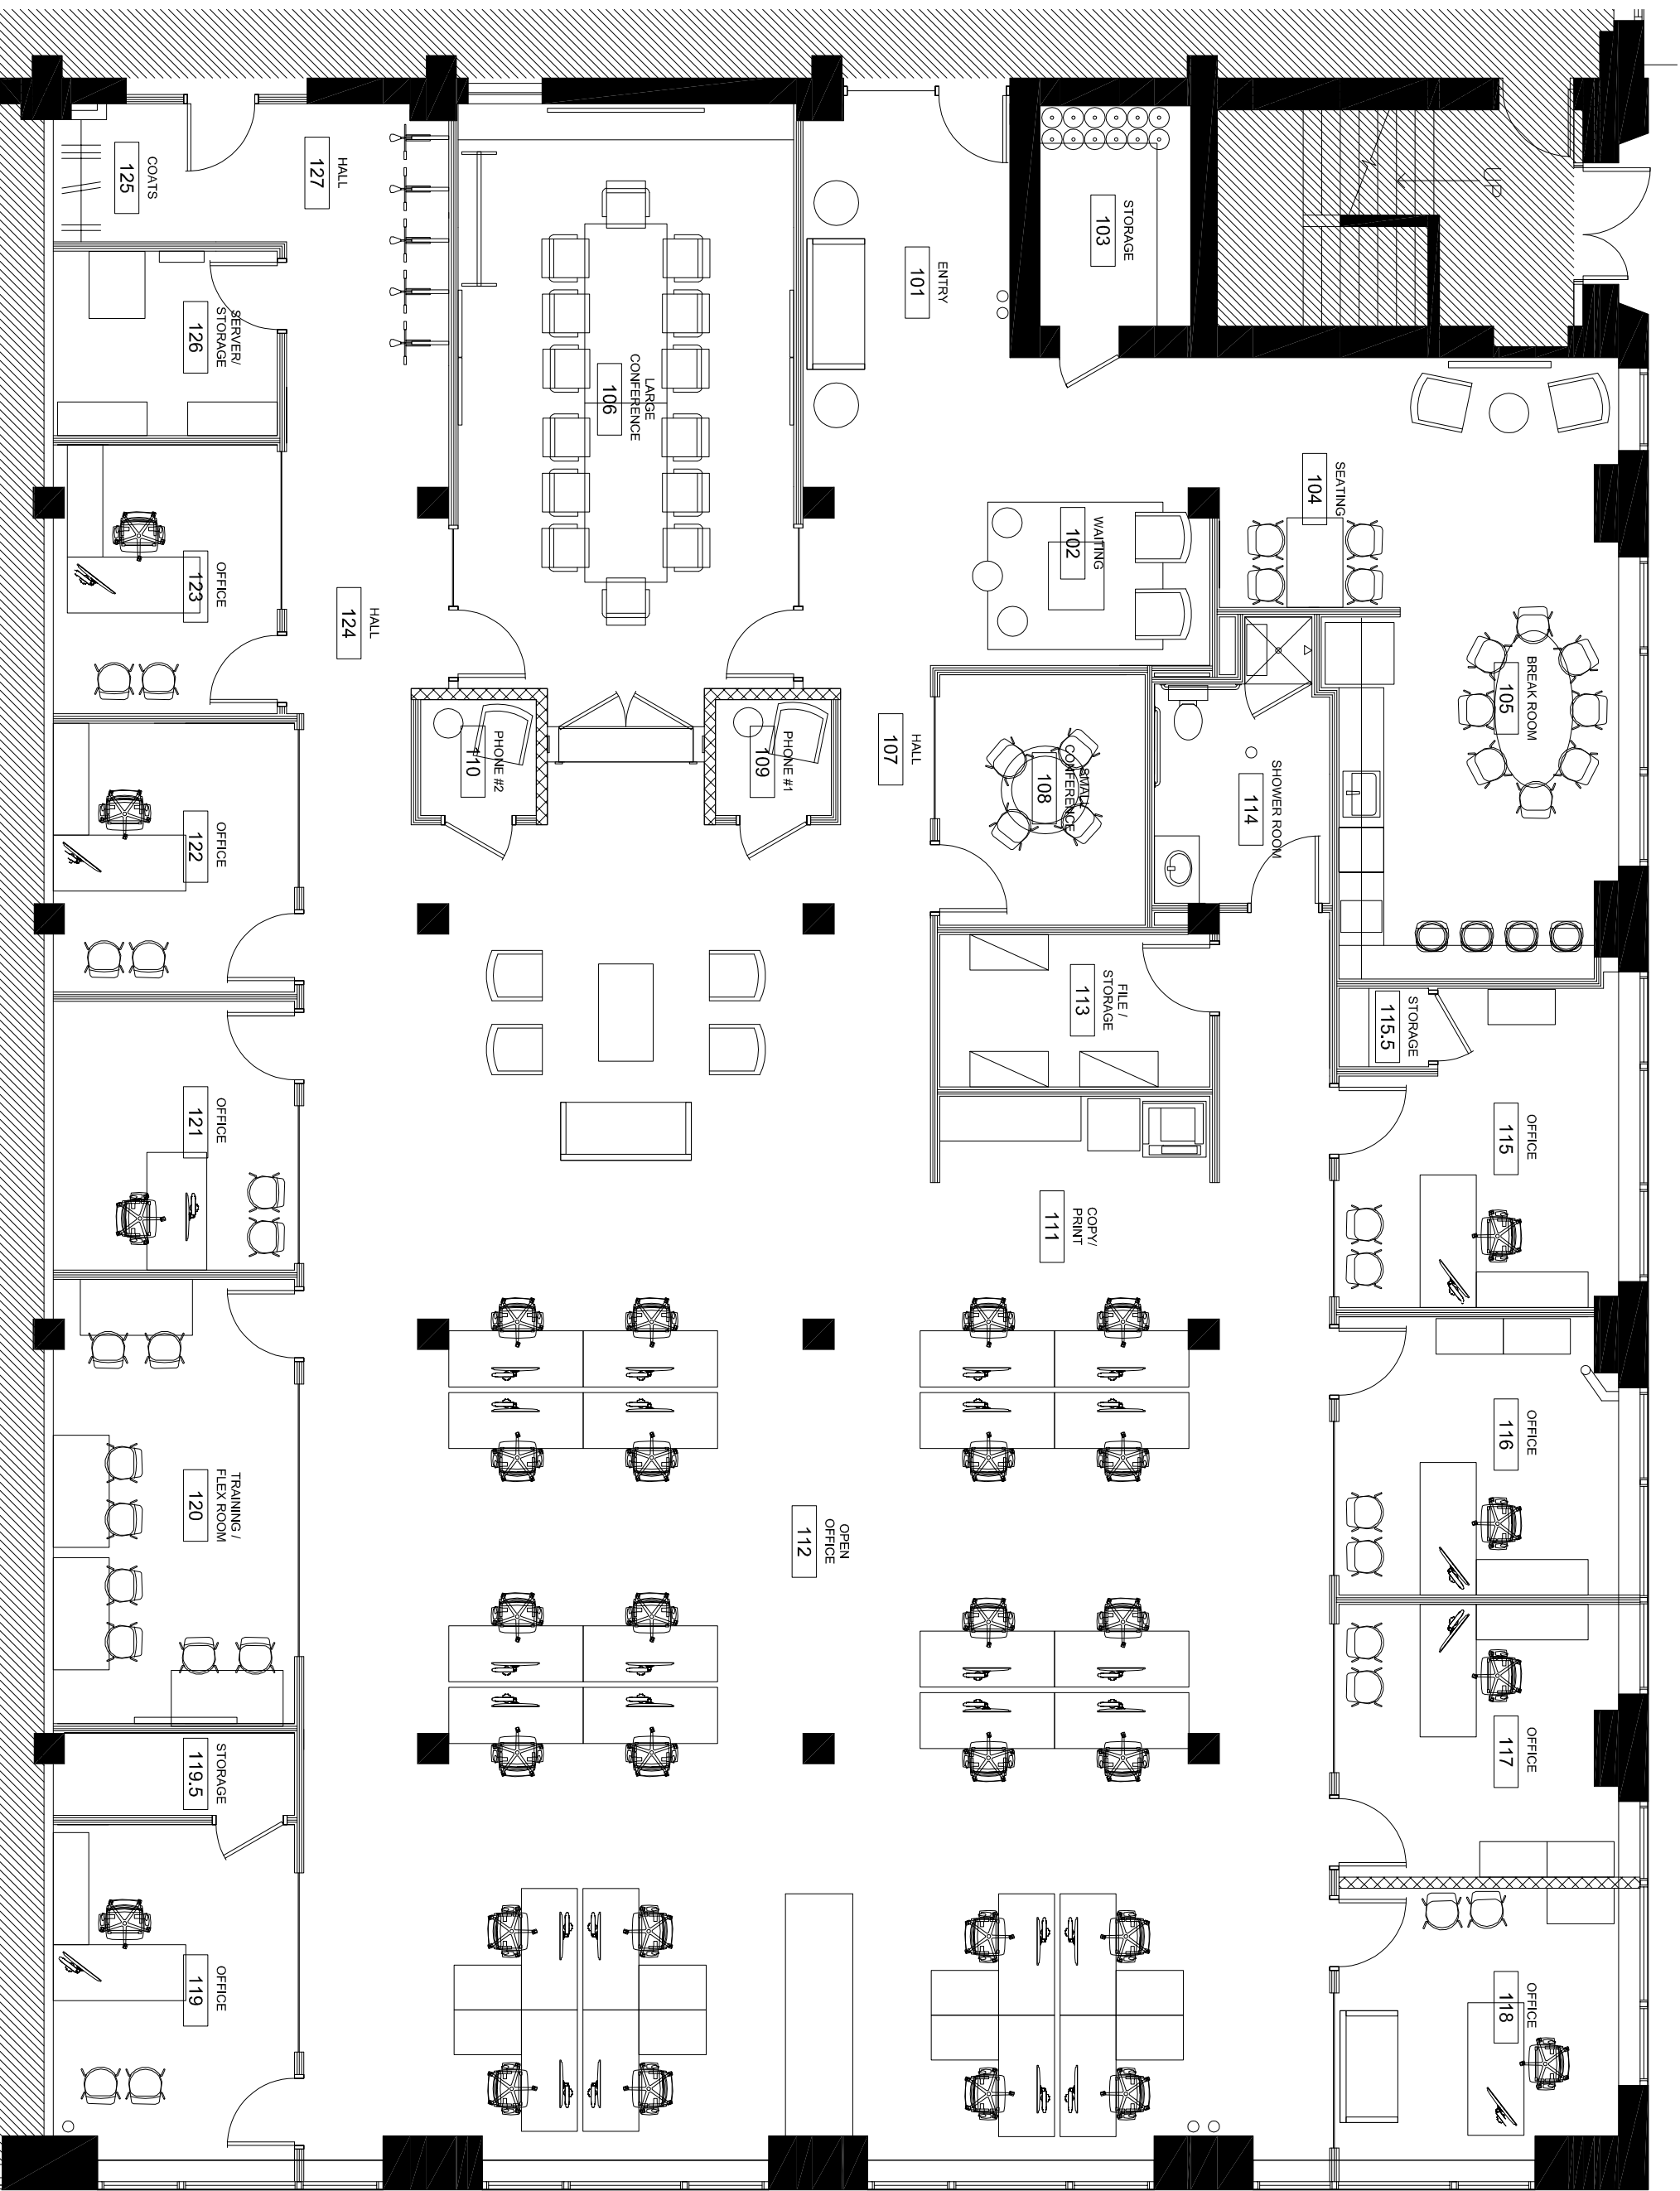 UP
BREAK ROOM
105
OFFICE
115
OFFICE
116
OFFICE
117
OFFICE
118
STORAGE
115.5
SEATING
104
SHOWER ROOM
114
STORAGE
103
WAITING
102
FILE /
STORAGE
113
SMALL
CONFERENCE
108
COPY/
PRINT
111
ENTRY
101
HALL
107
OPEN
OFFICE
112
PHONE #1
109
LARGE
CONFERENCE
106
PHONE #2
110
HALL
127
HALL
124
COATS
125
SERVER/
STORAGE
126
OFFICE
123
OFFICE
122
OFFICE
121
TRAINING /
FLEX ROOM
120
STORAGE
119.5
OFFICE
119